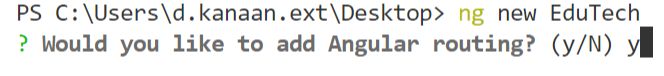 PS C:\Users\d.kanaan.ext\Desktop> ng new EduTech
? Would you like to add Angular routing? (y/N) y